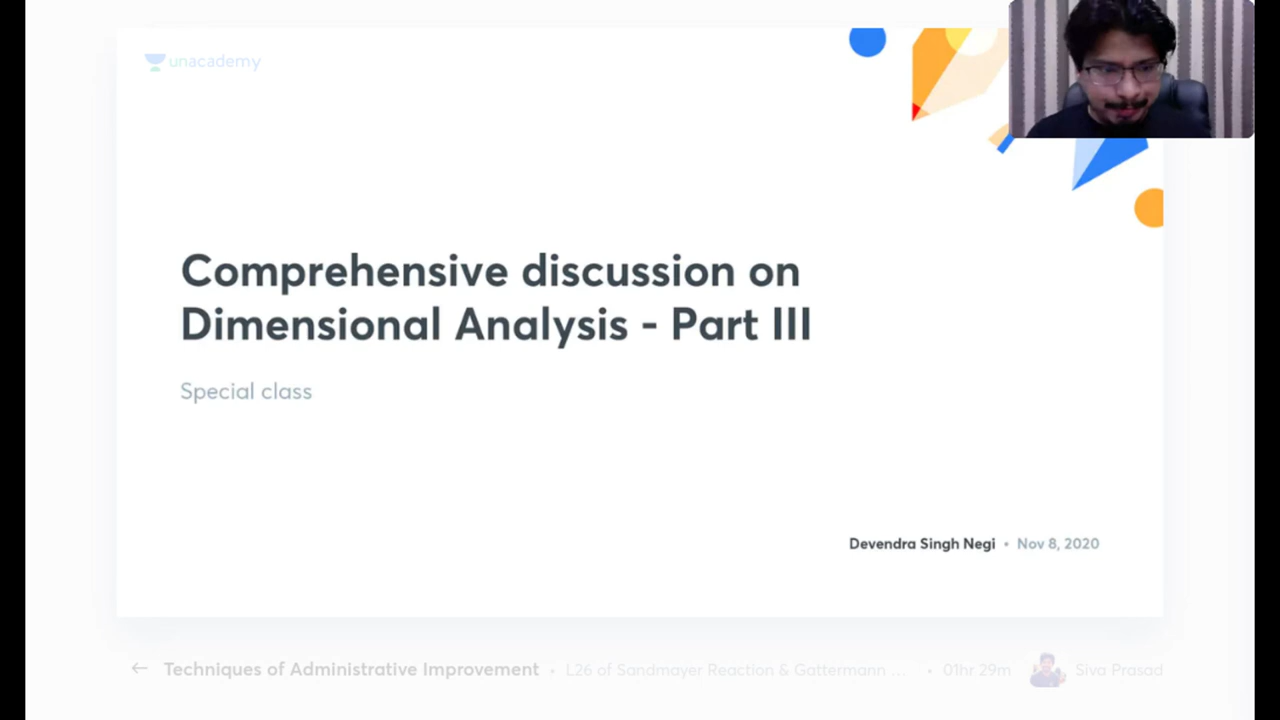 unacademy
Comprehensive discussion on
Dimensional Analysis - Part III
Special class
Devendra Singh Negi • Nov 8, 2020
← Techniques of Administrative Improvement • L26 of Sandmayer Reaction & Gattermann ... • 01hr 29m Siva Prasad